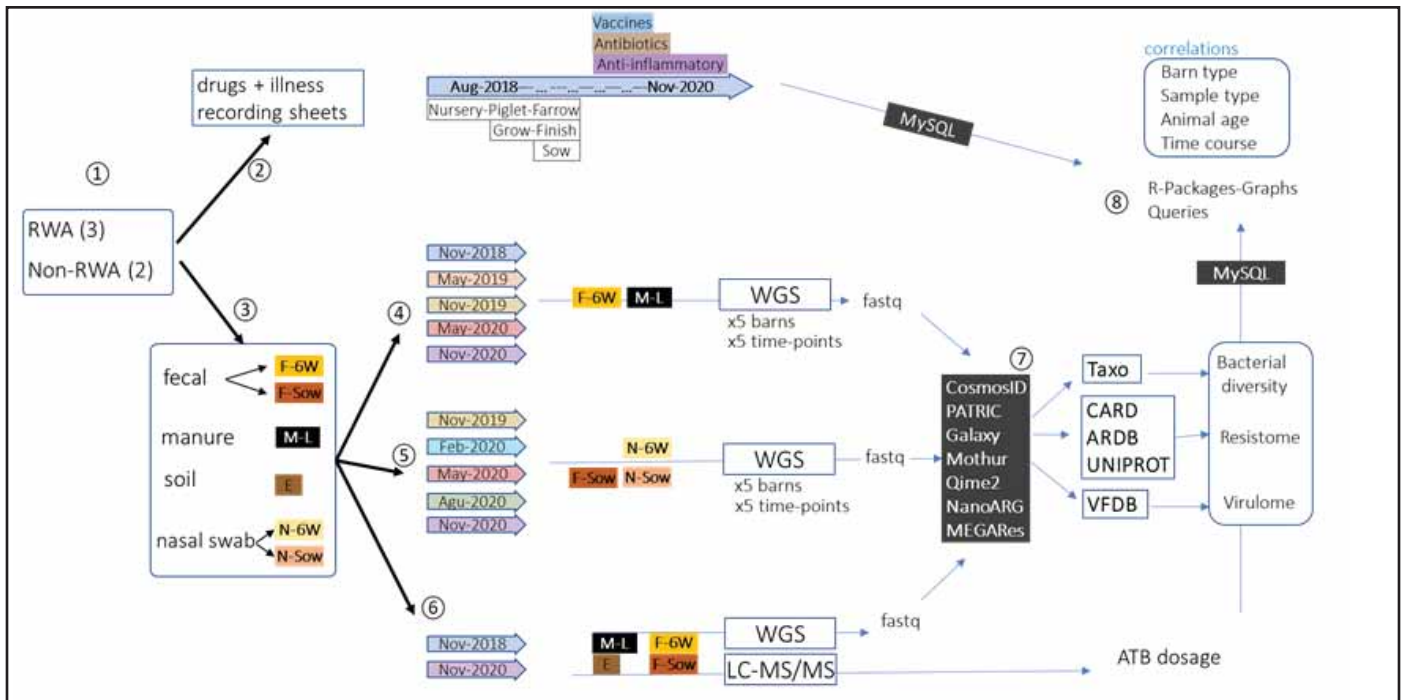 Vaccines
Antibiotics
Anti-inflammatory
Aug-2018---...---...---...---...---Nov-2020
Nursery-Piglet-Farrow
Grow-Finish
Sow
drugs + illness
recording sheets
①
②
RWA (3)
Non-RWA (2)
③
fecal
F-6W
F-Sow
manure
M-L
soil
E
nasal swab
N-6W
N-Sow
④
Nov-2018
May-2019
Nov-2019
May-2020
Nov-2020
F-6W M-L
WGS
x5 barns
x5 time-points
fastq
⑤
Nov-2019
Feb-2020
May-2020
Agu-2020
Nov-2020
N-6W
F-Sow N-Sow
WGS
x5 barns
x5 time-points
fastq
⑥
Nov-2018
Nov-2020
M-L F-6W
E F-Sow
WGS
LC-MS/MS
fastq
ATB dosage
⑦
CosmosID
PATRIC
Galaxy
Mothur
Qime2
NanoARG
MEGARes
Taxo
CARD
ARDB
UNIPROT
VFDB
Bacterial
diversity
Resistome
Virulome
MySQL
MySQL
⑧
R-Packages-Graphs
Queries
correlations
Barn type
Sample type
Animal age
Time course